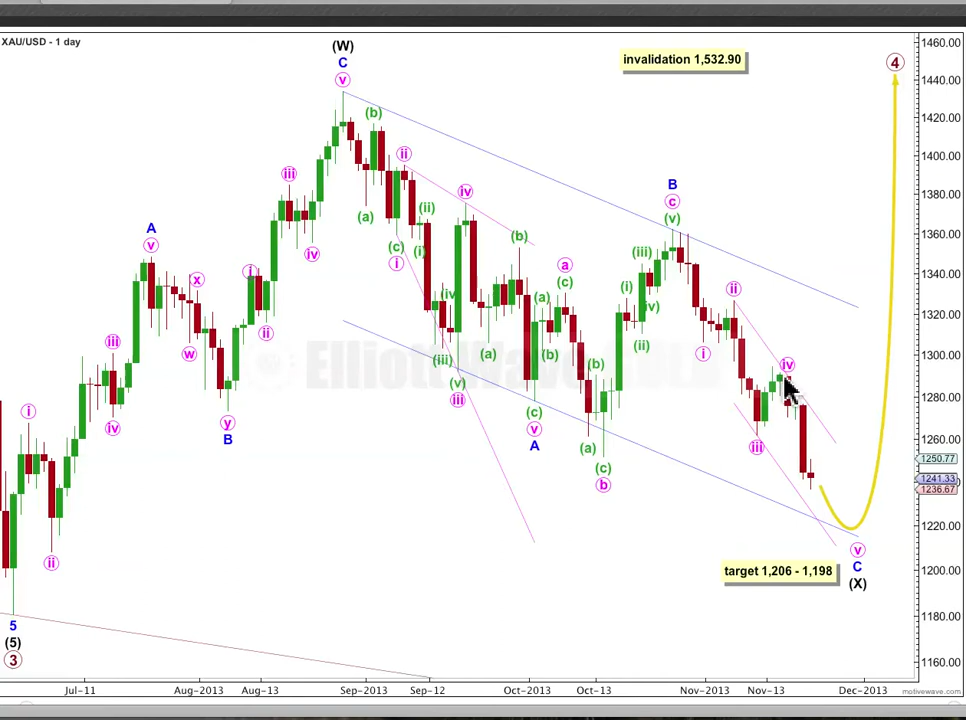 XAU/USD - 1 day
(W)
C
v
invalidation 1,532.90
4
1460.00
1440.00
1420.00
1400.00
1380.00
1360.00
1340.00
1320.00
1300.00
1280.00
1260.00
1250.77
1241.33
1236.67
1220.00
1200.00
1180.00
1160.00
(b)
ii
iii
iv
(ii)
B
c
(v)
A
v
(a)
(b)
(iii)
iv
(c)
(i)
a
x
i
i
(c)
(i)
ii
(iv
(a)
(iv)
iii
ii
(ii)
w
(iii)
(a)
(b)
(b)
i
iv
(v)
iii
i
iv
y
B
(c)
v
A
(a)
(c)
b
iii
ii
target 1,206 - 1,198
v
C
(X)
5
(5)
3
Jul-11
Aug-2013
Aug-13
Sep-2013
Sep-12
Oct-2013
Oct-13
Nov-2013
Nov-13
Dec-2013
motivewave.com